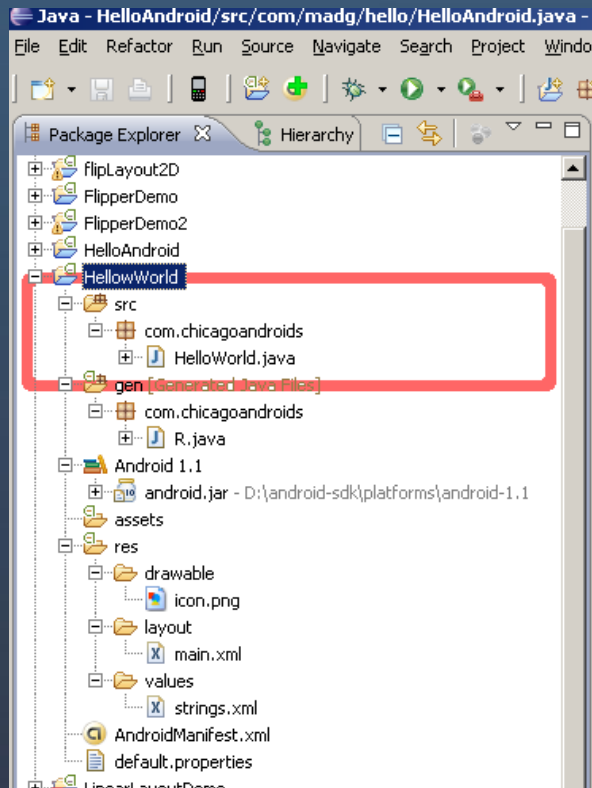 Java - HelloAndroid/src/com/madg/hello/HelloAndroid.java -
File Edit Refactor Run Source Navigate Search Project Windo
Package Explorer Hierarchy
flipLayout2D
FlipperDemo
FlipperDemo2
HelloAndroid
HellowWorld
src
com.chicagoandroids
HelloWorld.java
gen [Generated Java Files]
com.chicagoandroids
R.java
Android 1.1
android.jar - D:\android-sdk\platforms\android-1.1
assets
res
drawable
icon.png
layout
main.xml
values
strings.xml
AndroidManifest.xml
default.properties
LinearLayoutDemo